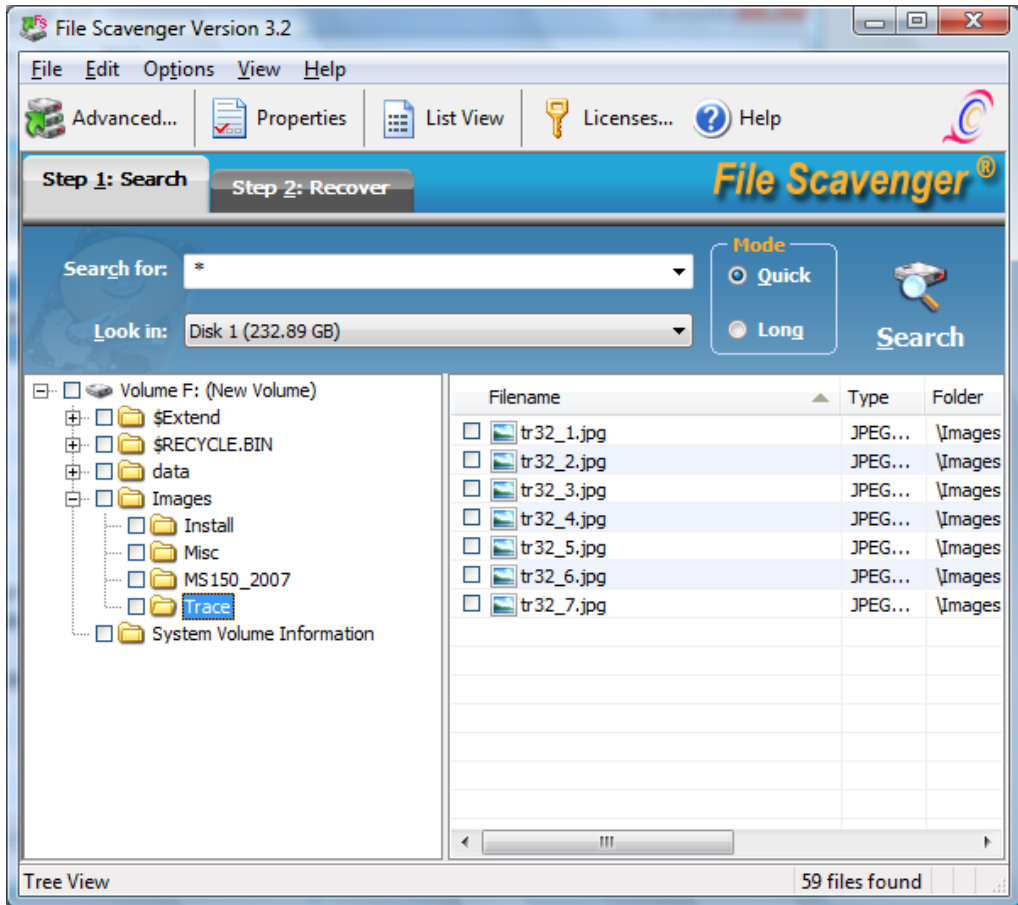 File Scavenger Version 3.2
File Edit Options View Help
Advanced... Properties List View Licenses... Help
Step 1: Search Step 2: Recover File Scavenger®
Mode
Search for: * Quick
Look in: Disk 1 (232.89 GB) Long Search
Volume F: (New Volume)
$Extend
$RECYCLE.BIN
data
Images
Install
Misc
MS150_2007
Trace
System Volume Information
Filename Type Folder
tr32_1.jpg JPEG... \Images
tr32_2.jpg JPEG... \Images
tr32_3.jpg JPEG... \Images
tr32_4.jpg JPEG... \Images
tr32_5.jpg JPEG... \Images
tr32_6.jpg JPEG... \Images
tr32_7.jpg JPEG... \Images
Tree View 59 files found